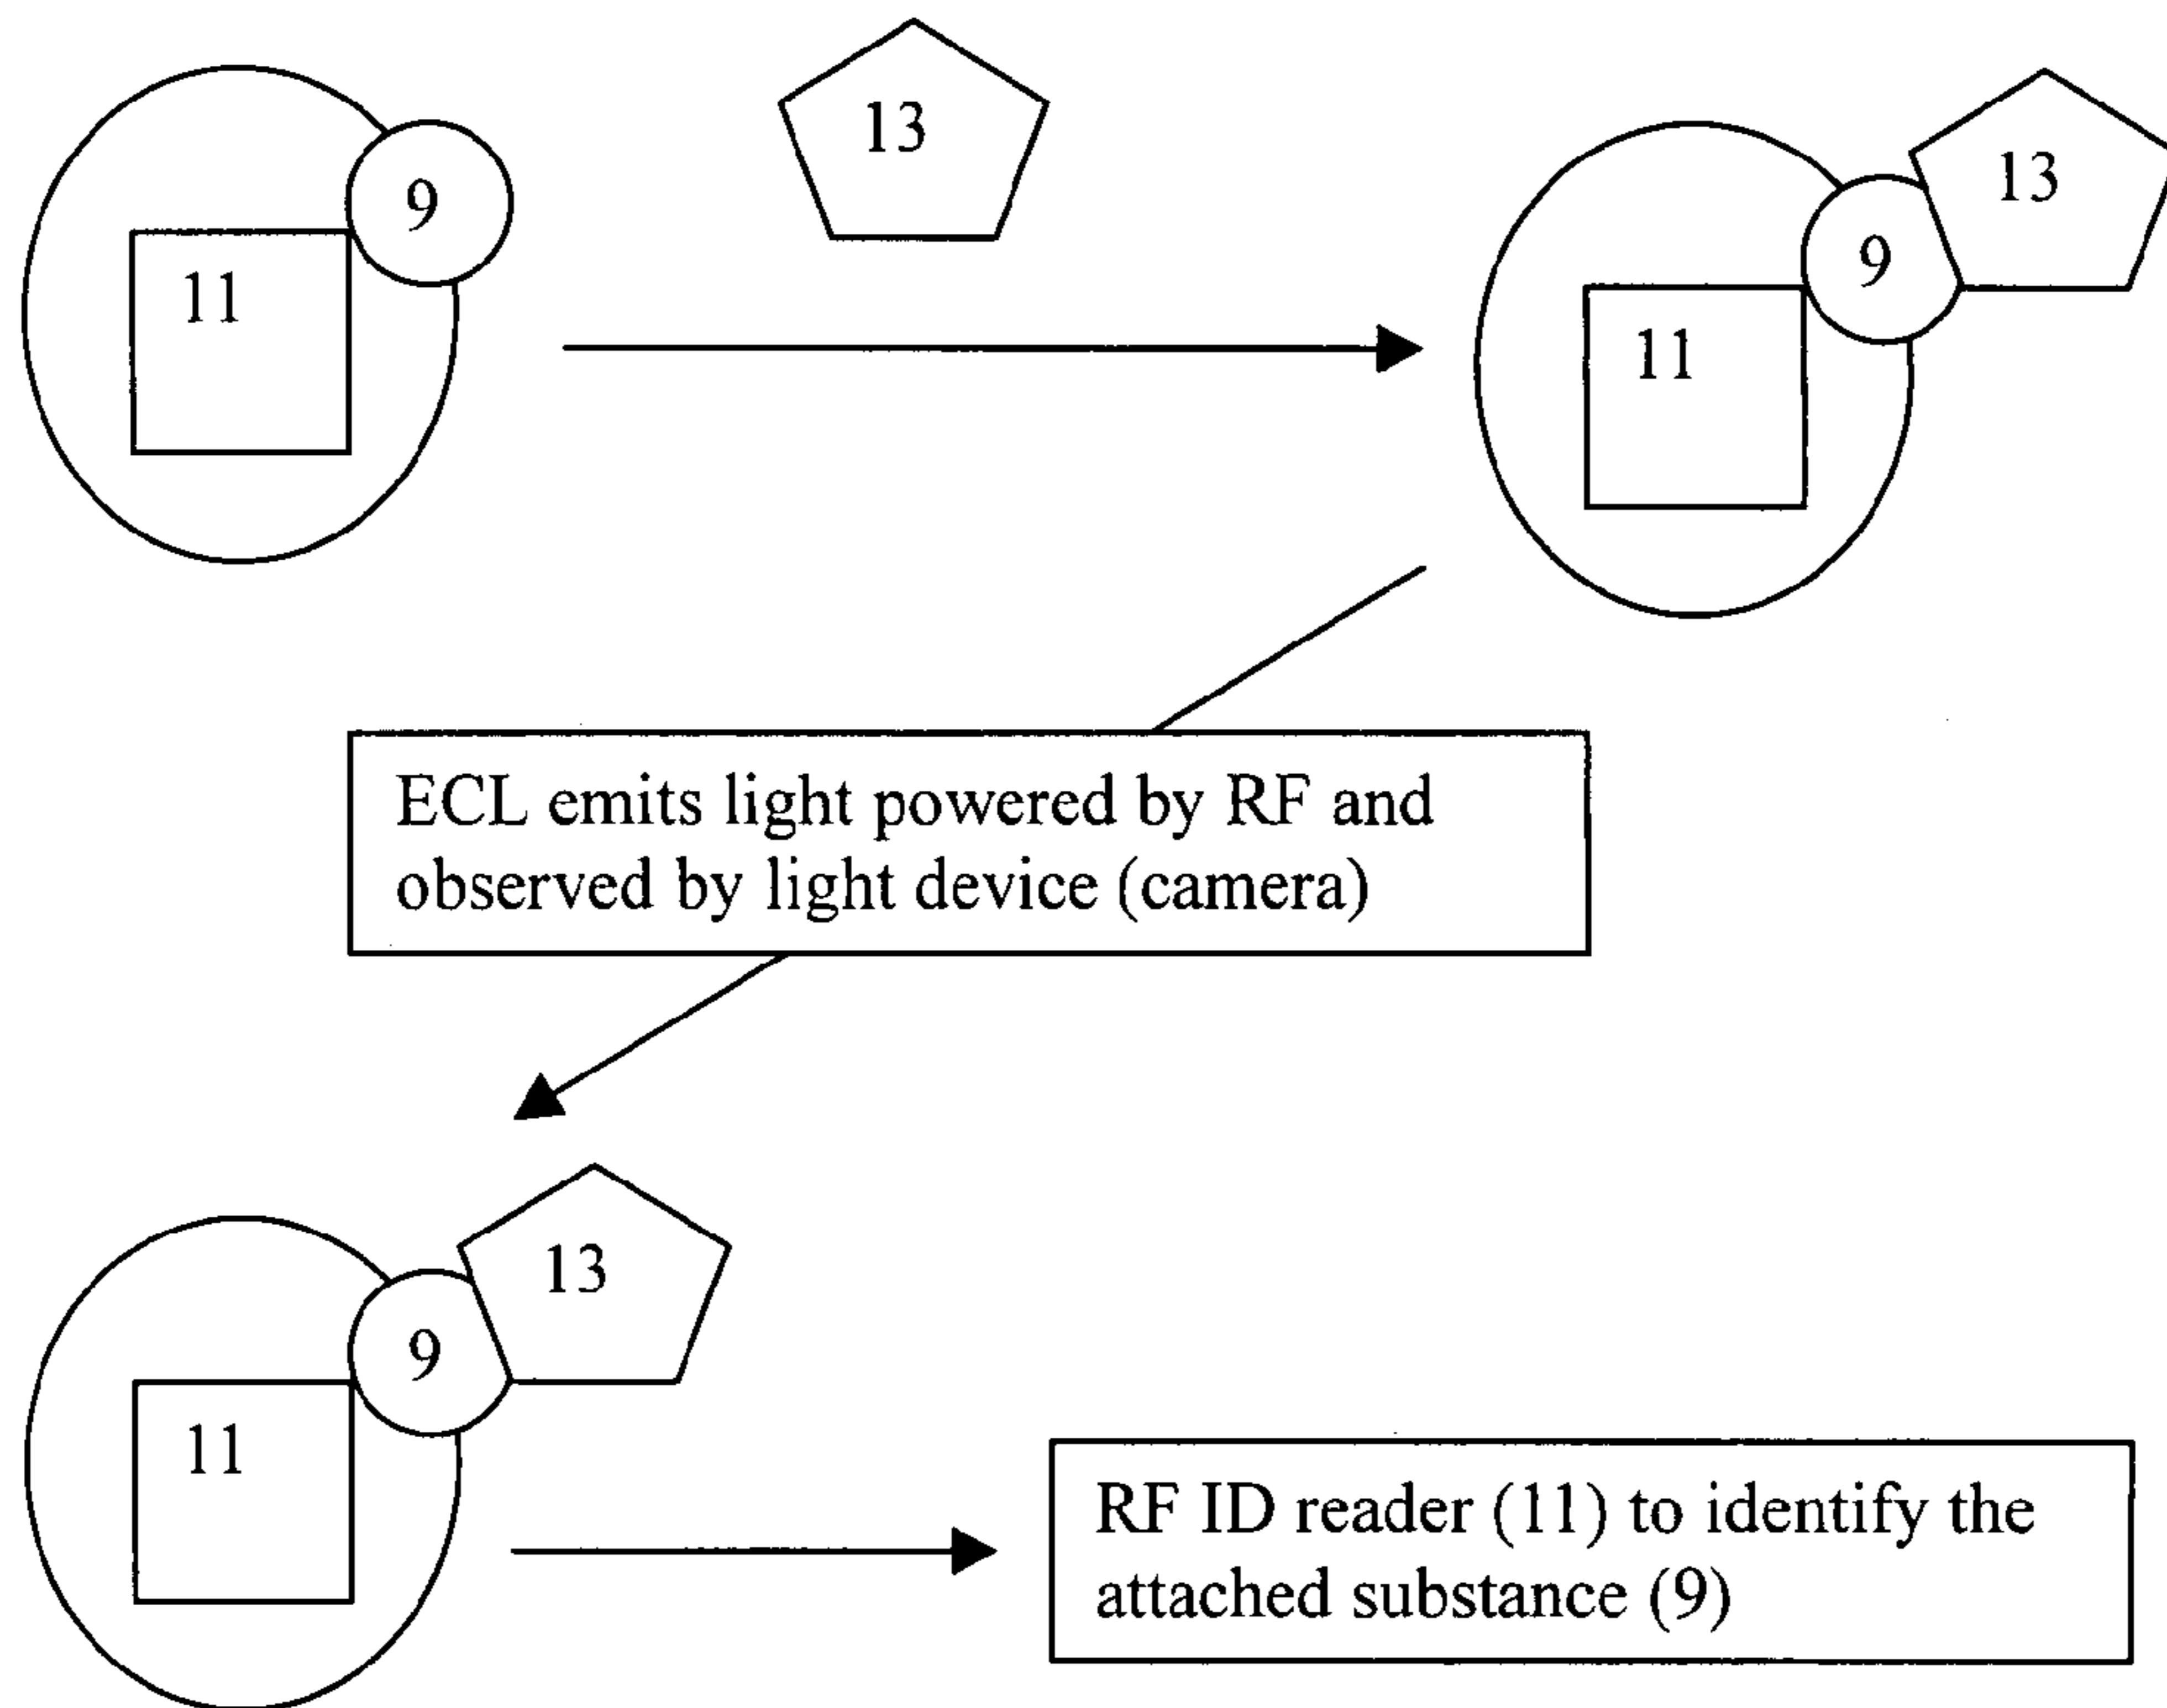 13
9
11
13
9
11
ECL emits light powered by RF and
observed by light device (camera)
13
9
11
RF ID reader (11) to identify the
attached substance (9)